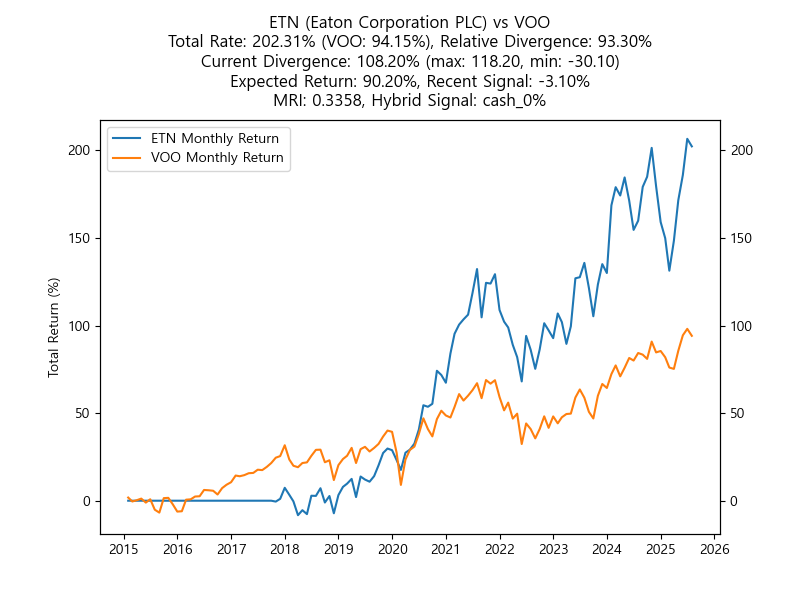 ETN (Eaton Corporation PLC) vs VOO
Total Rate: 202.31% (VOO: 94.15%), Relative Divergence: 93.30%
Current Divergence: 108.20% (max: 118.20, min: -30.10)
Expected Return: 90.20%, Recent Signal: -3.10%
MRI: 0.3358, Hybrid Signal: cash_0%
ETN Monthly Return
VOO Monthly Return
Total Return (%)
200
150
100
50
0
200
150
100
50
0
2015 2016 2017 2018 2019 2020 2021 2022 2023 2024 2025 2026